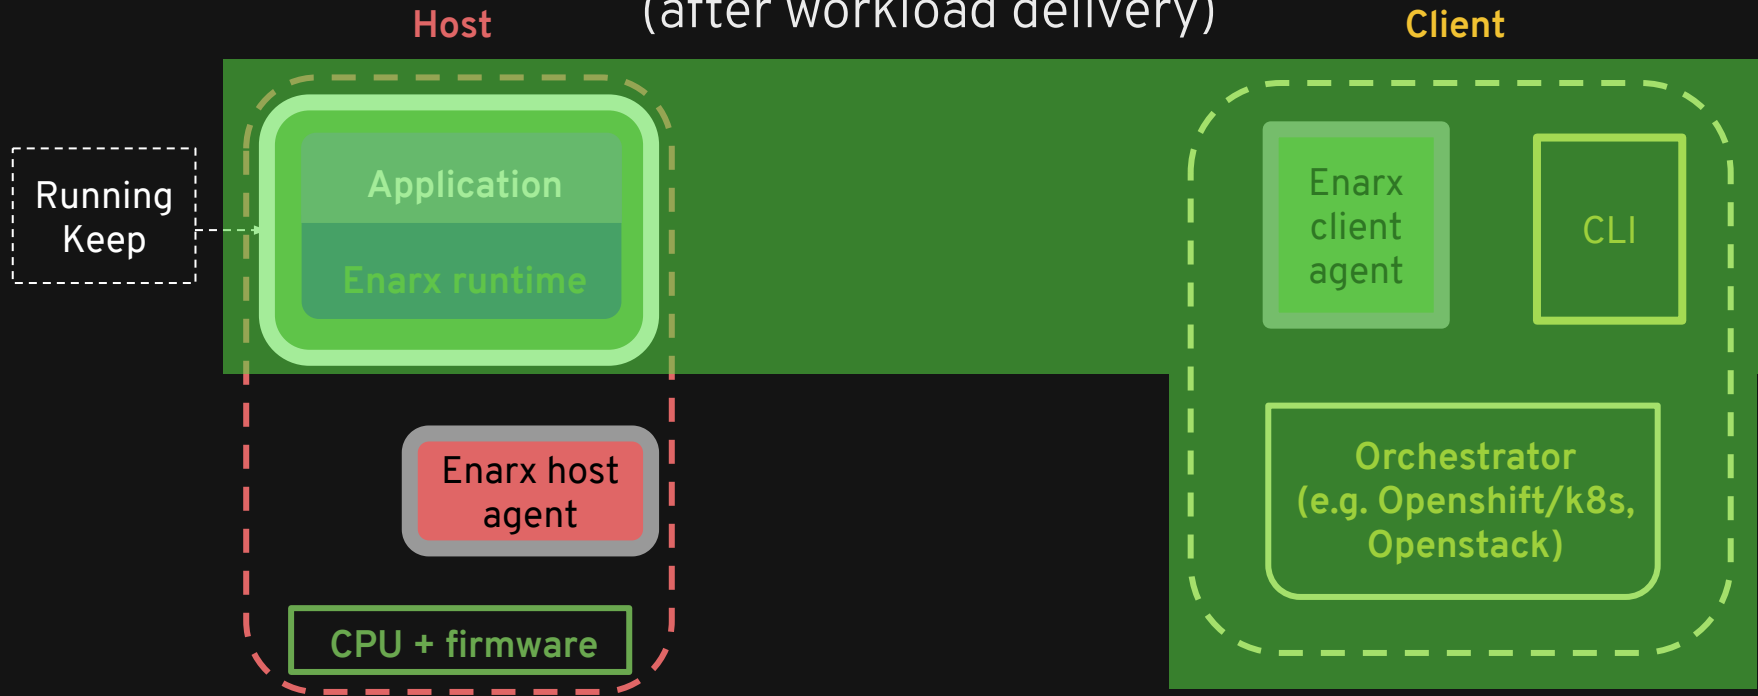 (after workload delivery)
Host
Client
Running
Keep
Application
Enarx runtime
Enarx
client
agent
CLI
Enarx host
agent
Orchestrator
(e.g. Openshift/k8s,
Openstack)
CPU + firmware